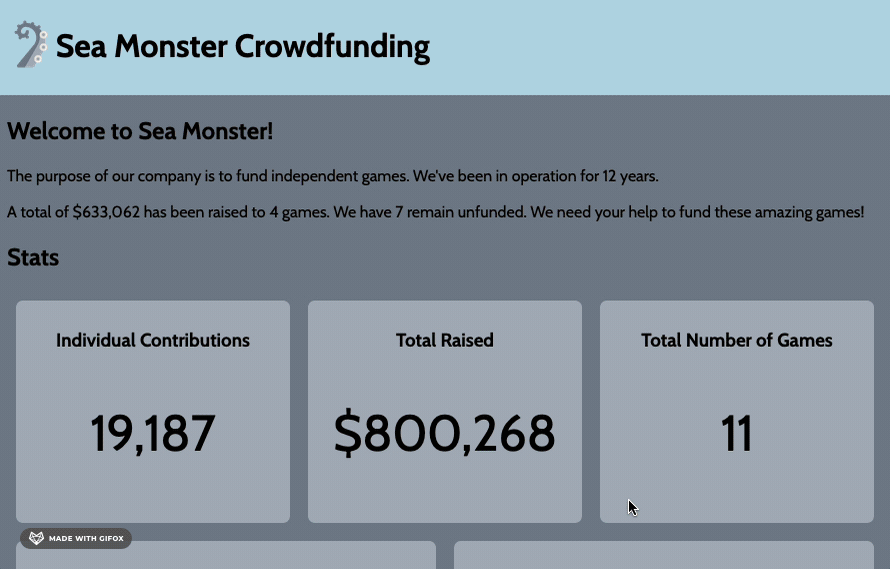 Sea Monster Crowdfunding
Welcome to Sea Monster!
The purpose of our company is to fund independent games. We've been in operation for 12 years.
A total of $633,062 has been raised to 4 games. We have 7 remain unfunded. We need your help to fund these amazing games!
Stats
Individual Contributions
Total Raised
Total Number of Games
19,187
$800,268
11
MADE WITH GIFOX